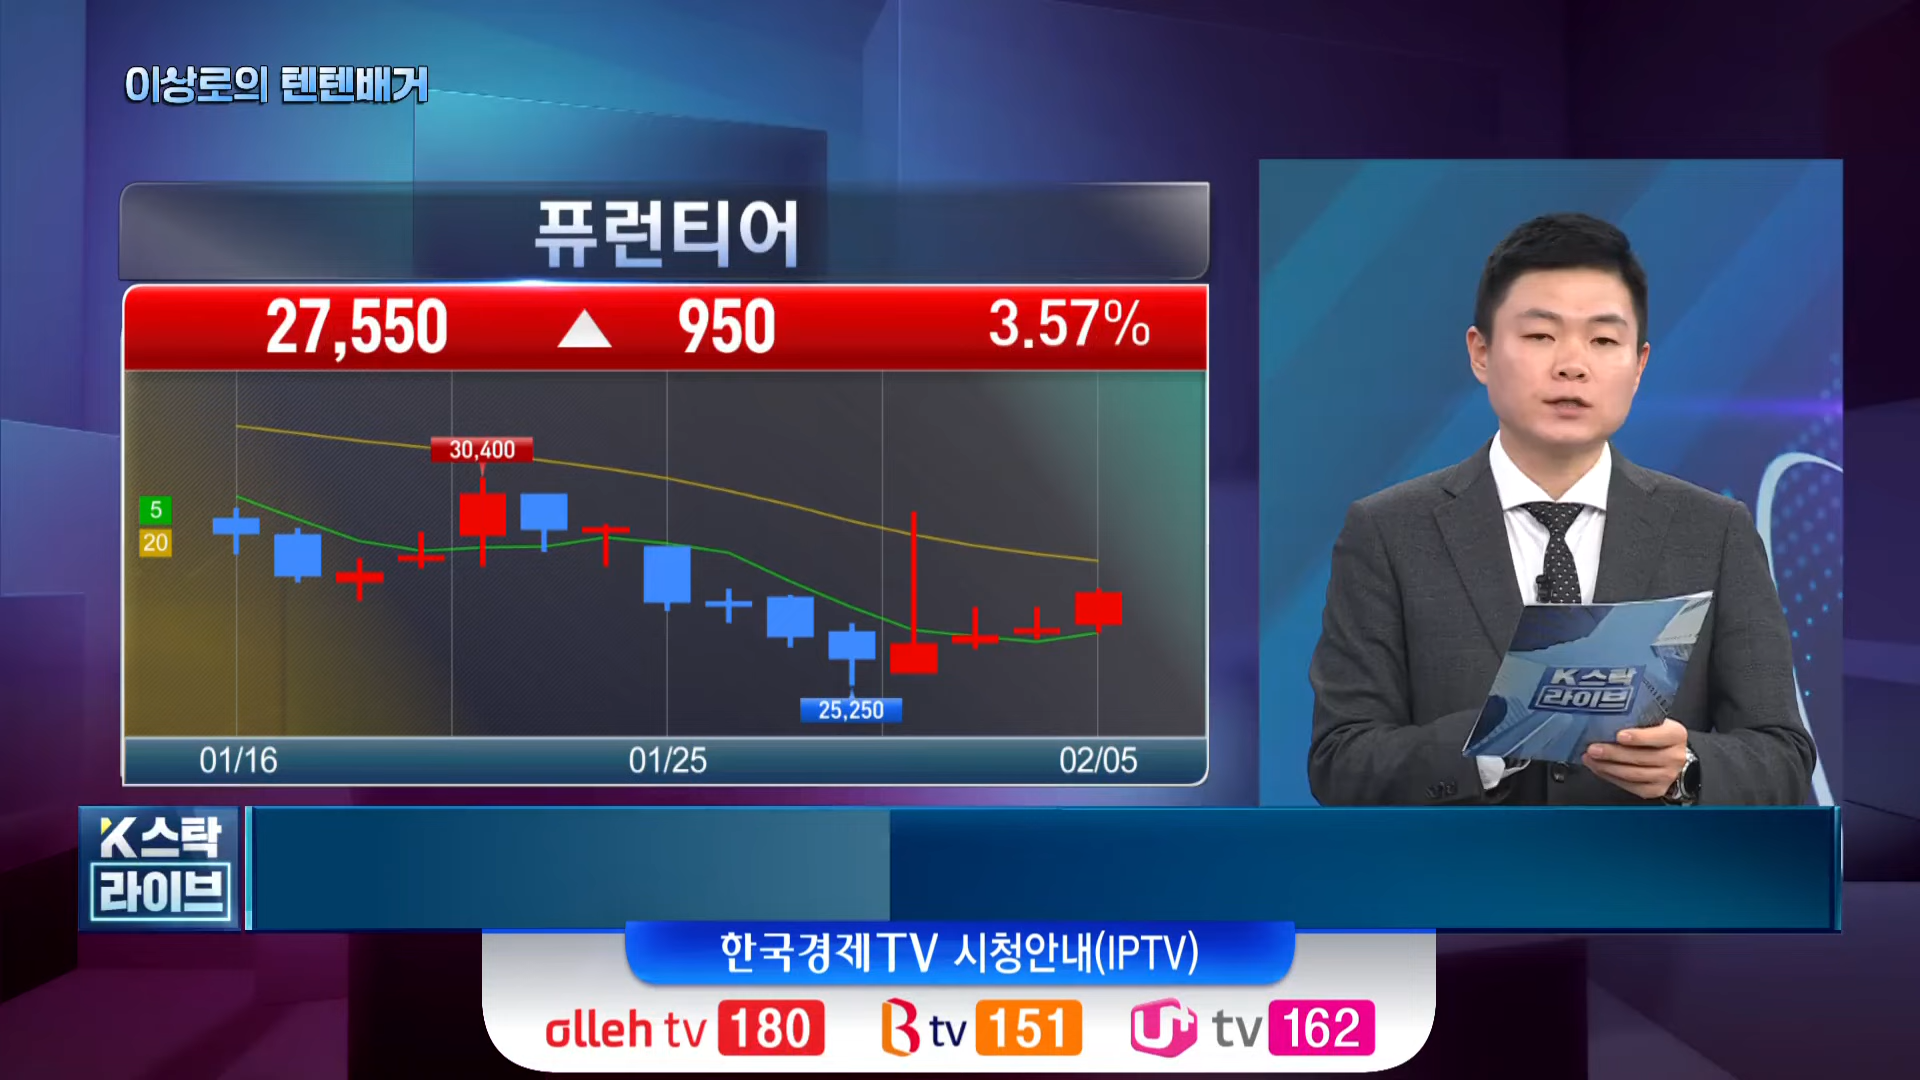 이상로의 텐텐배거
퓨런티어
27,550 ▲ 950 3.57%
30,400
5
20
25,250
01/16 01/25 02/05
K스탁
라이브
K스탁
라이브
한국경제TV 시청안내(IPTV)
olleh tv 180 B tv 151 U+ tv 162